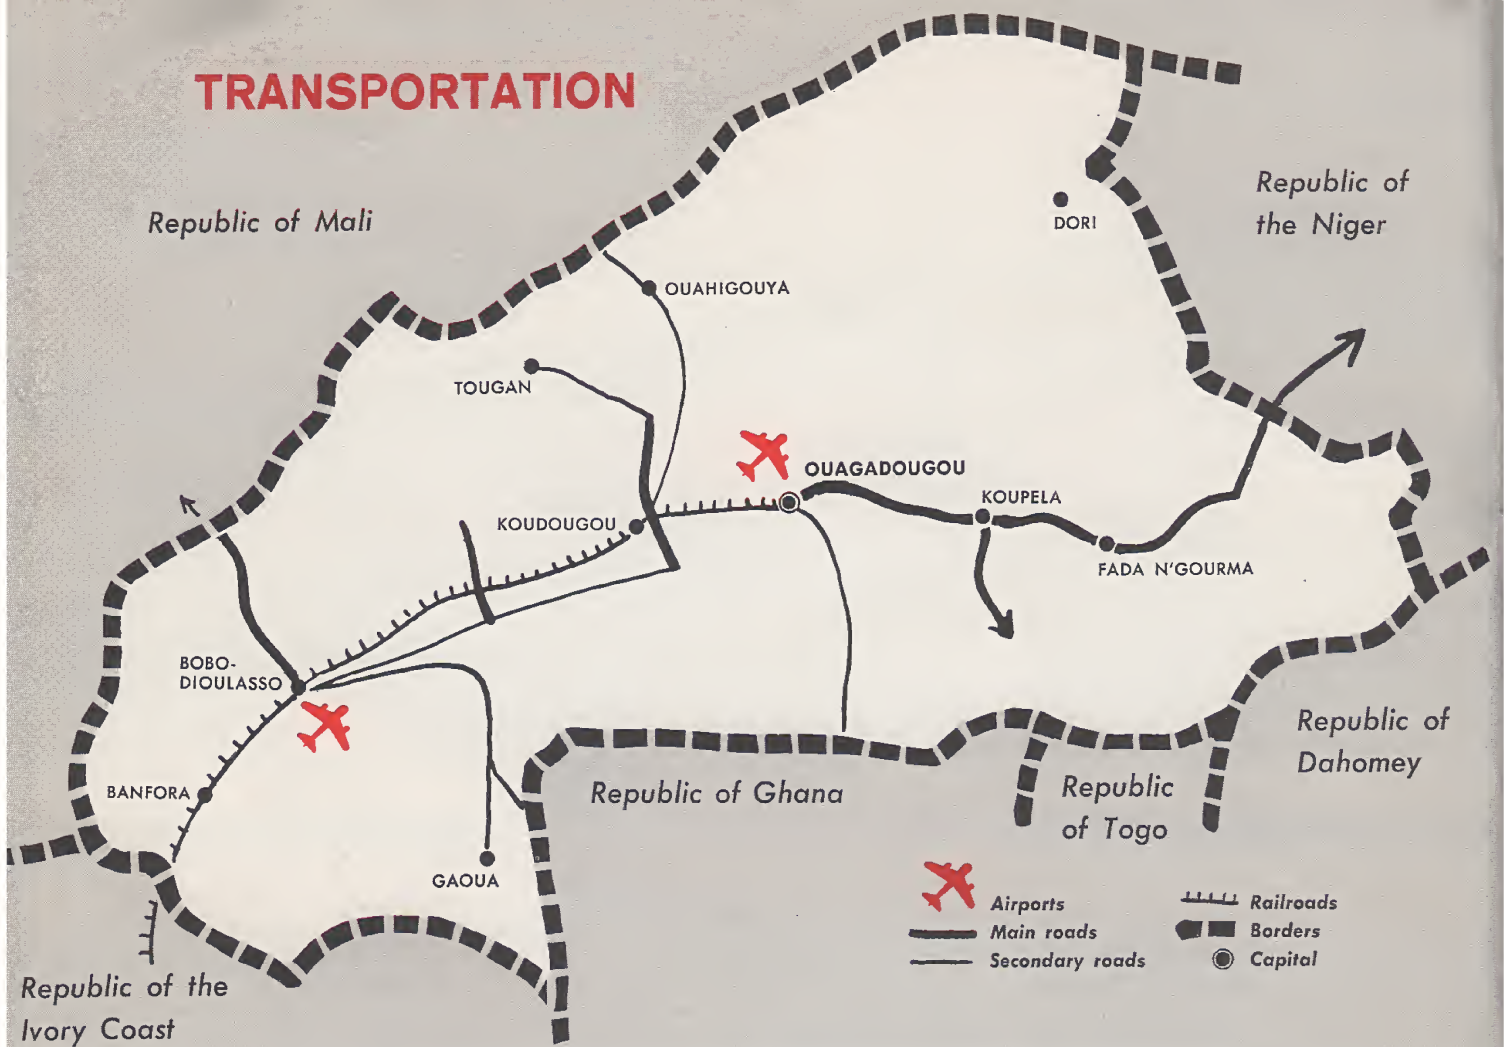 TRANSPORTATION
Republic of Mali
Republic of
the Niger
DORI
OUAHIGOUYA
TOUGAN
OUAGADOUGOU
KOUPELA
KOUDOUGOU
FADA N'GOURMA
BOBO-
DIOULASSO
BANFORA
GAOUA
Republic of Ghana
Republic
of Togo
Republic of
Dahomey
Republic of the
Ivory Coast
Airports
Main roads
Secondary roads
Railroads
Borders
Capital